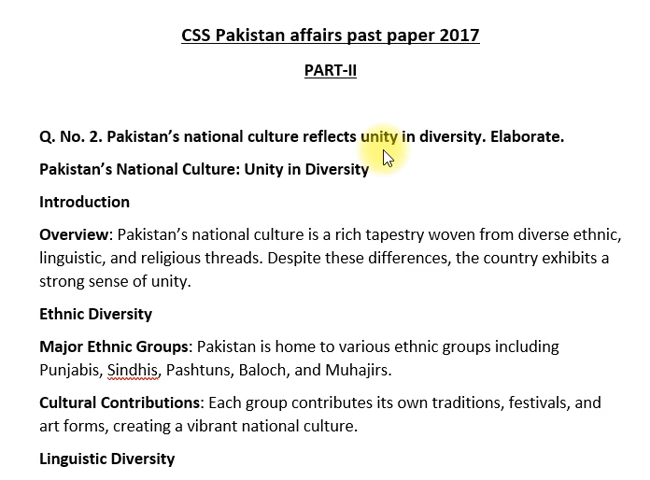 CSS Pakistan affairs past paper 2017
PART-II
Q. No. 2. Pakistan’s national culture reflects unity in diversity. Elaborate.
Pakistan’s National Culture: Unity in Diversity
Introduction
Overview: Pakistan’s national culture is a rich tapestry woven from diverse ethnic,
linguistic, and religious threads. Despite these differences, the country exhibits a
strong sense of unity.
Ethnic Diversity
Major Ethnic Groups: Pakistan is home to various ethnic groups including
Punjabis, Sindhis, Pashtuns, Baloch, and Muhajirs.
Cultural Contributions: Each group contributes its own traditions, festivals, and
art forms, creating a vibrant national culture.
Linguistic Diversity